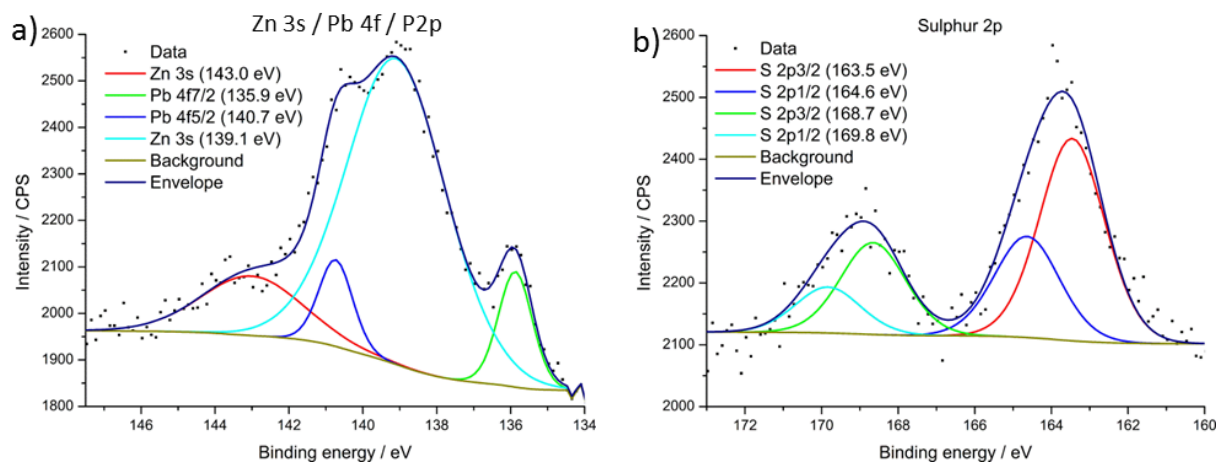 a)
Zn 3s / Pb 4f / P2p
Data
Zn 3s (143.0 eV)
Pb 4f7/2 (135.9 eV)
Pb 4f5/2 (140.7 eV)
Zn 3s (139.1 eV)
Background
Envelope
Intensity / CPS
2600
2500
2400
2300
2200
2100
2000
1900
1800
146
144
142
140
138
136
134
Binding energy / eV
b)
Sulphur 2p
Data
S 2p3/2 (163.5 eV)
S 2p1/2 (164.6 eV)
S 2p3/2 (168.7 eV)
S 2p1/2 (169.8 eV)
Background
Envelope
Intensity / CPS
2600
2500
2400
2300
2200
2100
2000
172
170
168
166
164
162
160
Binding energy / eV